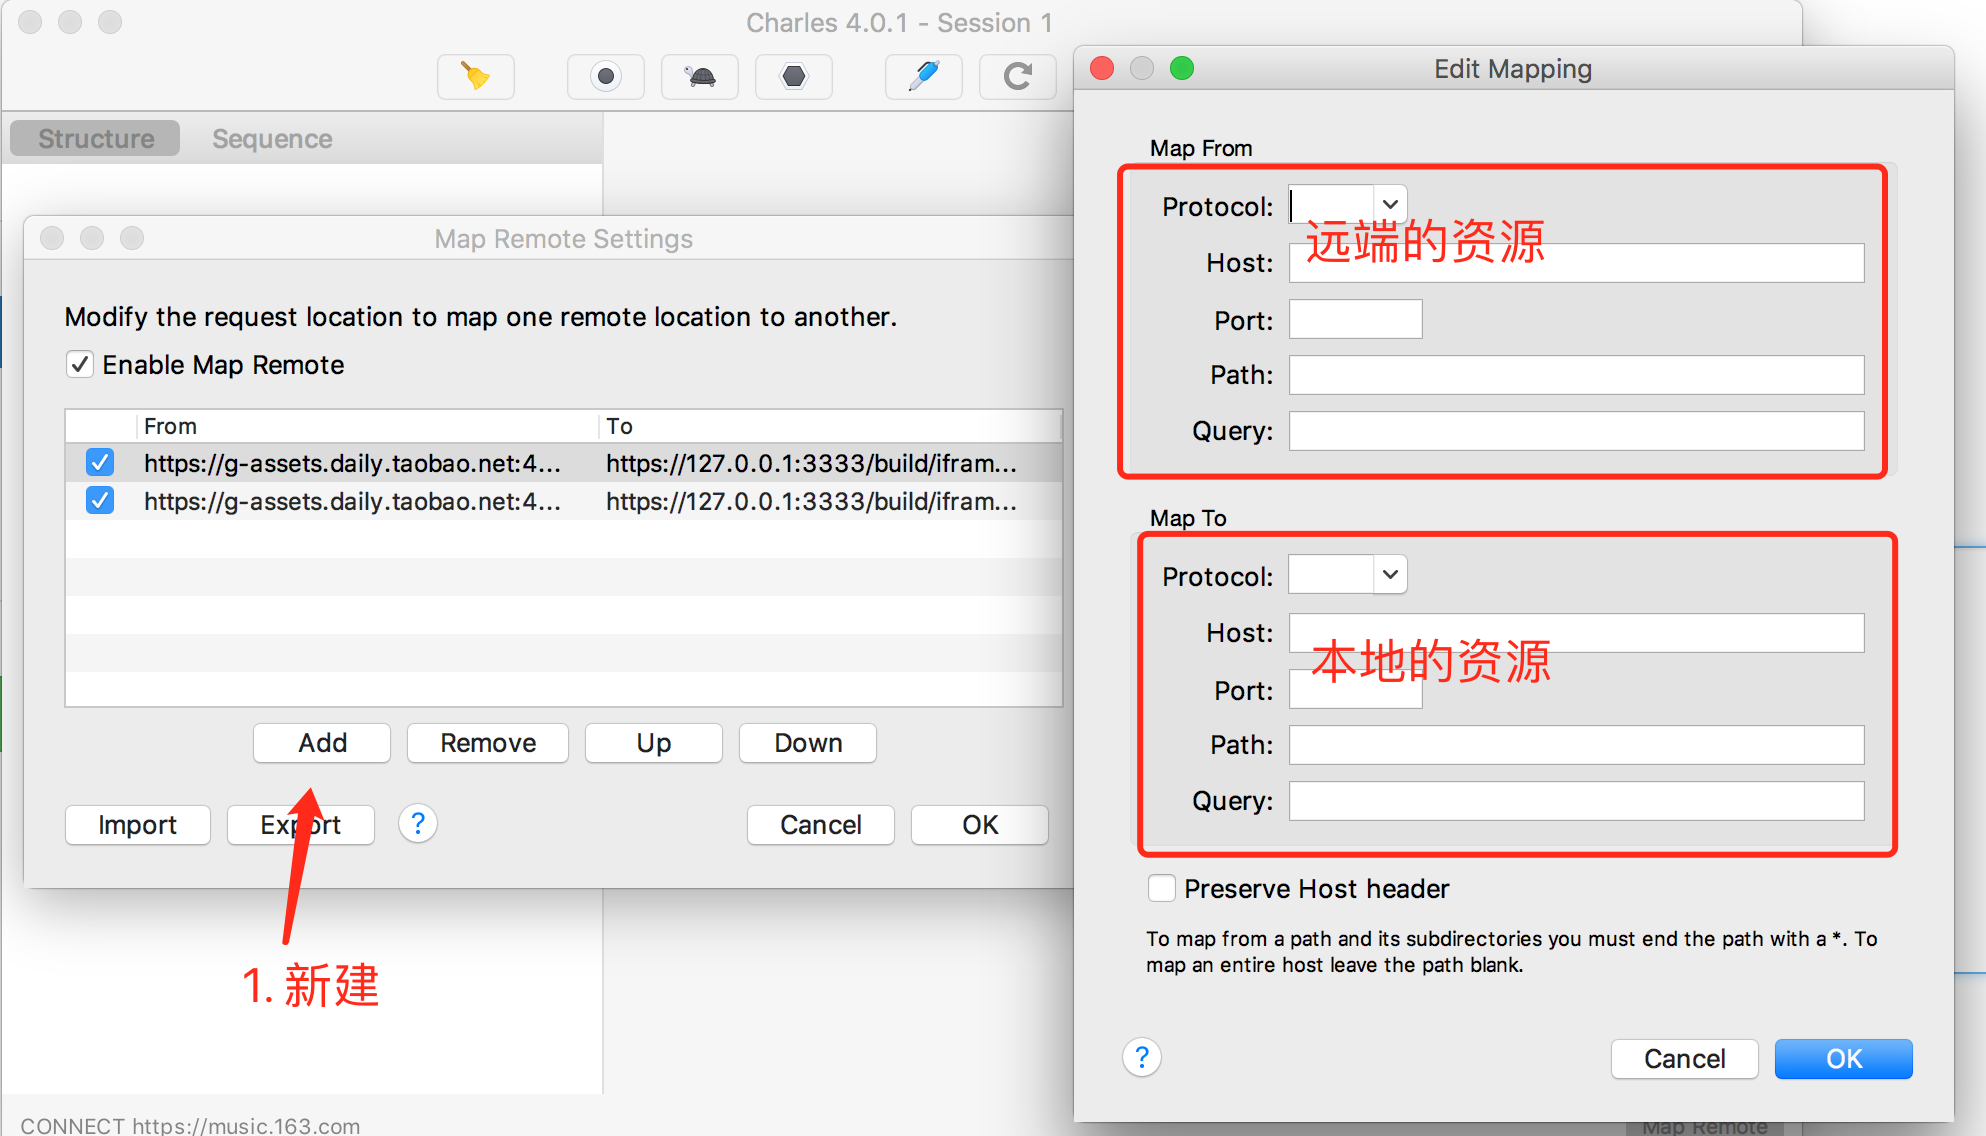 Charles 4.0.1 - Session 1
Structure
Sequence
Map Remote Settings
Modify the request location to map one remote location to another.
Enable Map Remote
From To
https://g-assets.daily.taobao.net:4... https://127.0.0.1:3333/build/ifram...
https://g-assets.daily.taobao.net:4... https://127.0.0.1:3333/build/ifram...
Add Remove Up Down
Import Export ? Cancel OK
1. 新建
CONNECT https://music.163.com
Edit Mapping
Map From
Protocol:
远端的资源
Host:
Port:
Path:
Query:
Map To
Protocol:
Host:
本地的资源
Port:
Path:
Query:
Preserve Host header
To map from a path and its subdirectories you must end the path with a *. To
map an entire host leave the path blank.
? Cancel OK
Map Remote